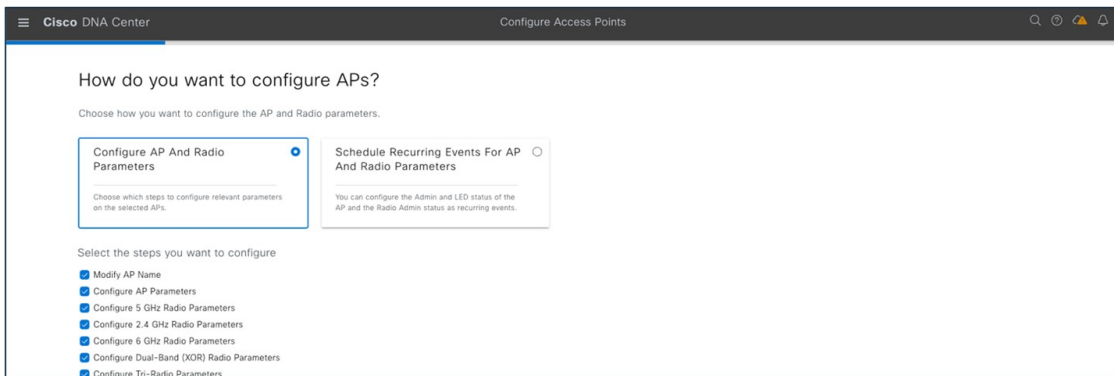 Cisco DNA Center
Configure Access Points
How do you want to configure APs?
Choose how you want to configure the AP and Radio parameters.
Configure AP And Radio
Parameters
Choose which steps to configure relevant parameters
on the selected APs.
Schedule Recurring Events For AP
And Radio Parameters
You can configure the Admin and LED status of the
AP and the Radio Admin status as recurring events.
Select the steps you want to configure
Modify AP Name
Configure AP Parameters
Configure 5 GHz Radio Parameters
Configure 2.4 GHz Radio Parameters
Configure 6 GHz Radio Parameters
Configure Dual-Band (XOR) Radio Parameters
Configure Tri-Radio Parameters